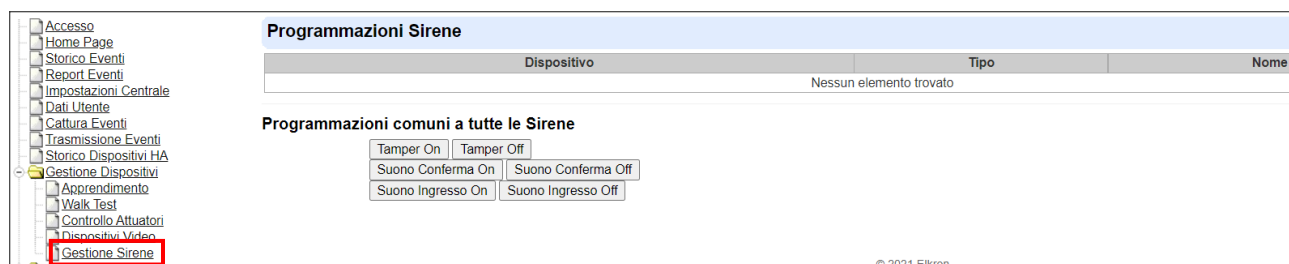 Accesso
Home Page
Storico Eventi
Report Eventi
Impostazioni Centrale
Dati Utente
Cattura Eventi
Trasmissione Eventi
Storico Dispositivi HA
Gestione Dispositivi
Apprendimento
Walk Test
Controllo Attuatori
Dispositivi Video
Gestione Sirene
Programmazioni Sirene
Dispositivo Tipo Nome
Nessun elemento trovato
Programmazioni comuni a tutte le Sirene
Tamper On Tamper Off
Suono Conferma On Suono Conferma Off
Suono Ingresso On Suono Ingresso Off
© 2021 Elkron